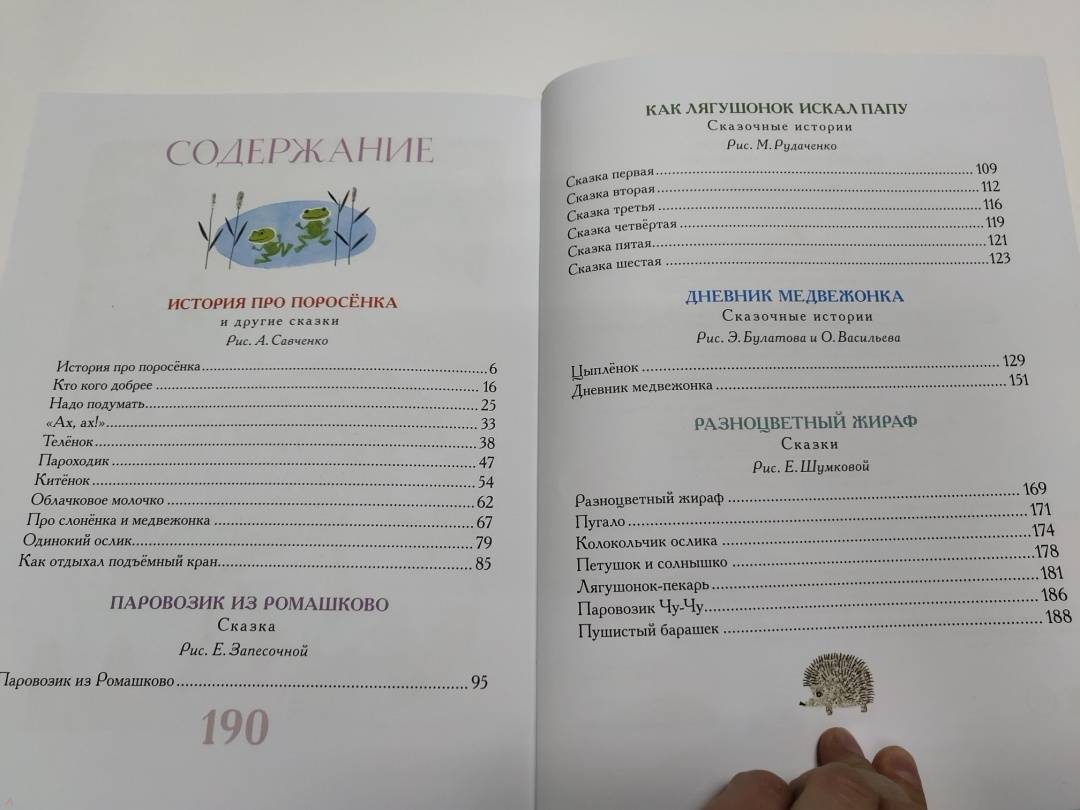 СОДЕРЖАНИЕ
ИСТОРИЯ ПРО ПОРОСЁНКА
и другие сказки
Рис. А. Савченко
История про поросёнка 6
Кто кого добрее 16
Надо подумать 25
«Ах, ах!» 33
Телёнок 38
Пароходик 47
Китёнок 54
Облачковое молочко 62
Про слонёнка и медвежонка 67
Одинокий ослик 79
Как отдыхал подъёмный кран 85
ПАРОВОЗИК ИЗ РОМАШКОВО
Сказка
Рис. Е. Запесочной
Паровозик из Ромашково 95
190
КАК ЛЯГУШОНОК ИСКАЛ ПАПУ
Сказочные истории
Рис. М. Рудаченко
Сказка первая 109
Сказка вторая 112
Сказка третья 116
Сказка четвёртая 119
Сказка пятая 121
Сказка шестая 123
ДНЕВНИК МЕДВЕЖОНКА
Сказочные истории
Рис. Э. Булатова и О. Васильева
Цыплёнок 129
Дневник медвежонка 151
РАЗНОЦВЕТНЫЙ ЖИРАФ
Сказки
Рис. Е. Шумковой
Разноцветный жираф 169
Пугало 171
Колокольчик ослика 174
Петушок и солнышко 178
Лягушонок-пекарь 181
Паровозик Чу-Чу 186
Пушистый барашек 188